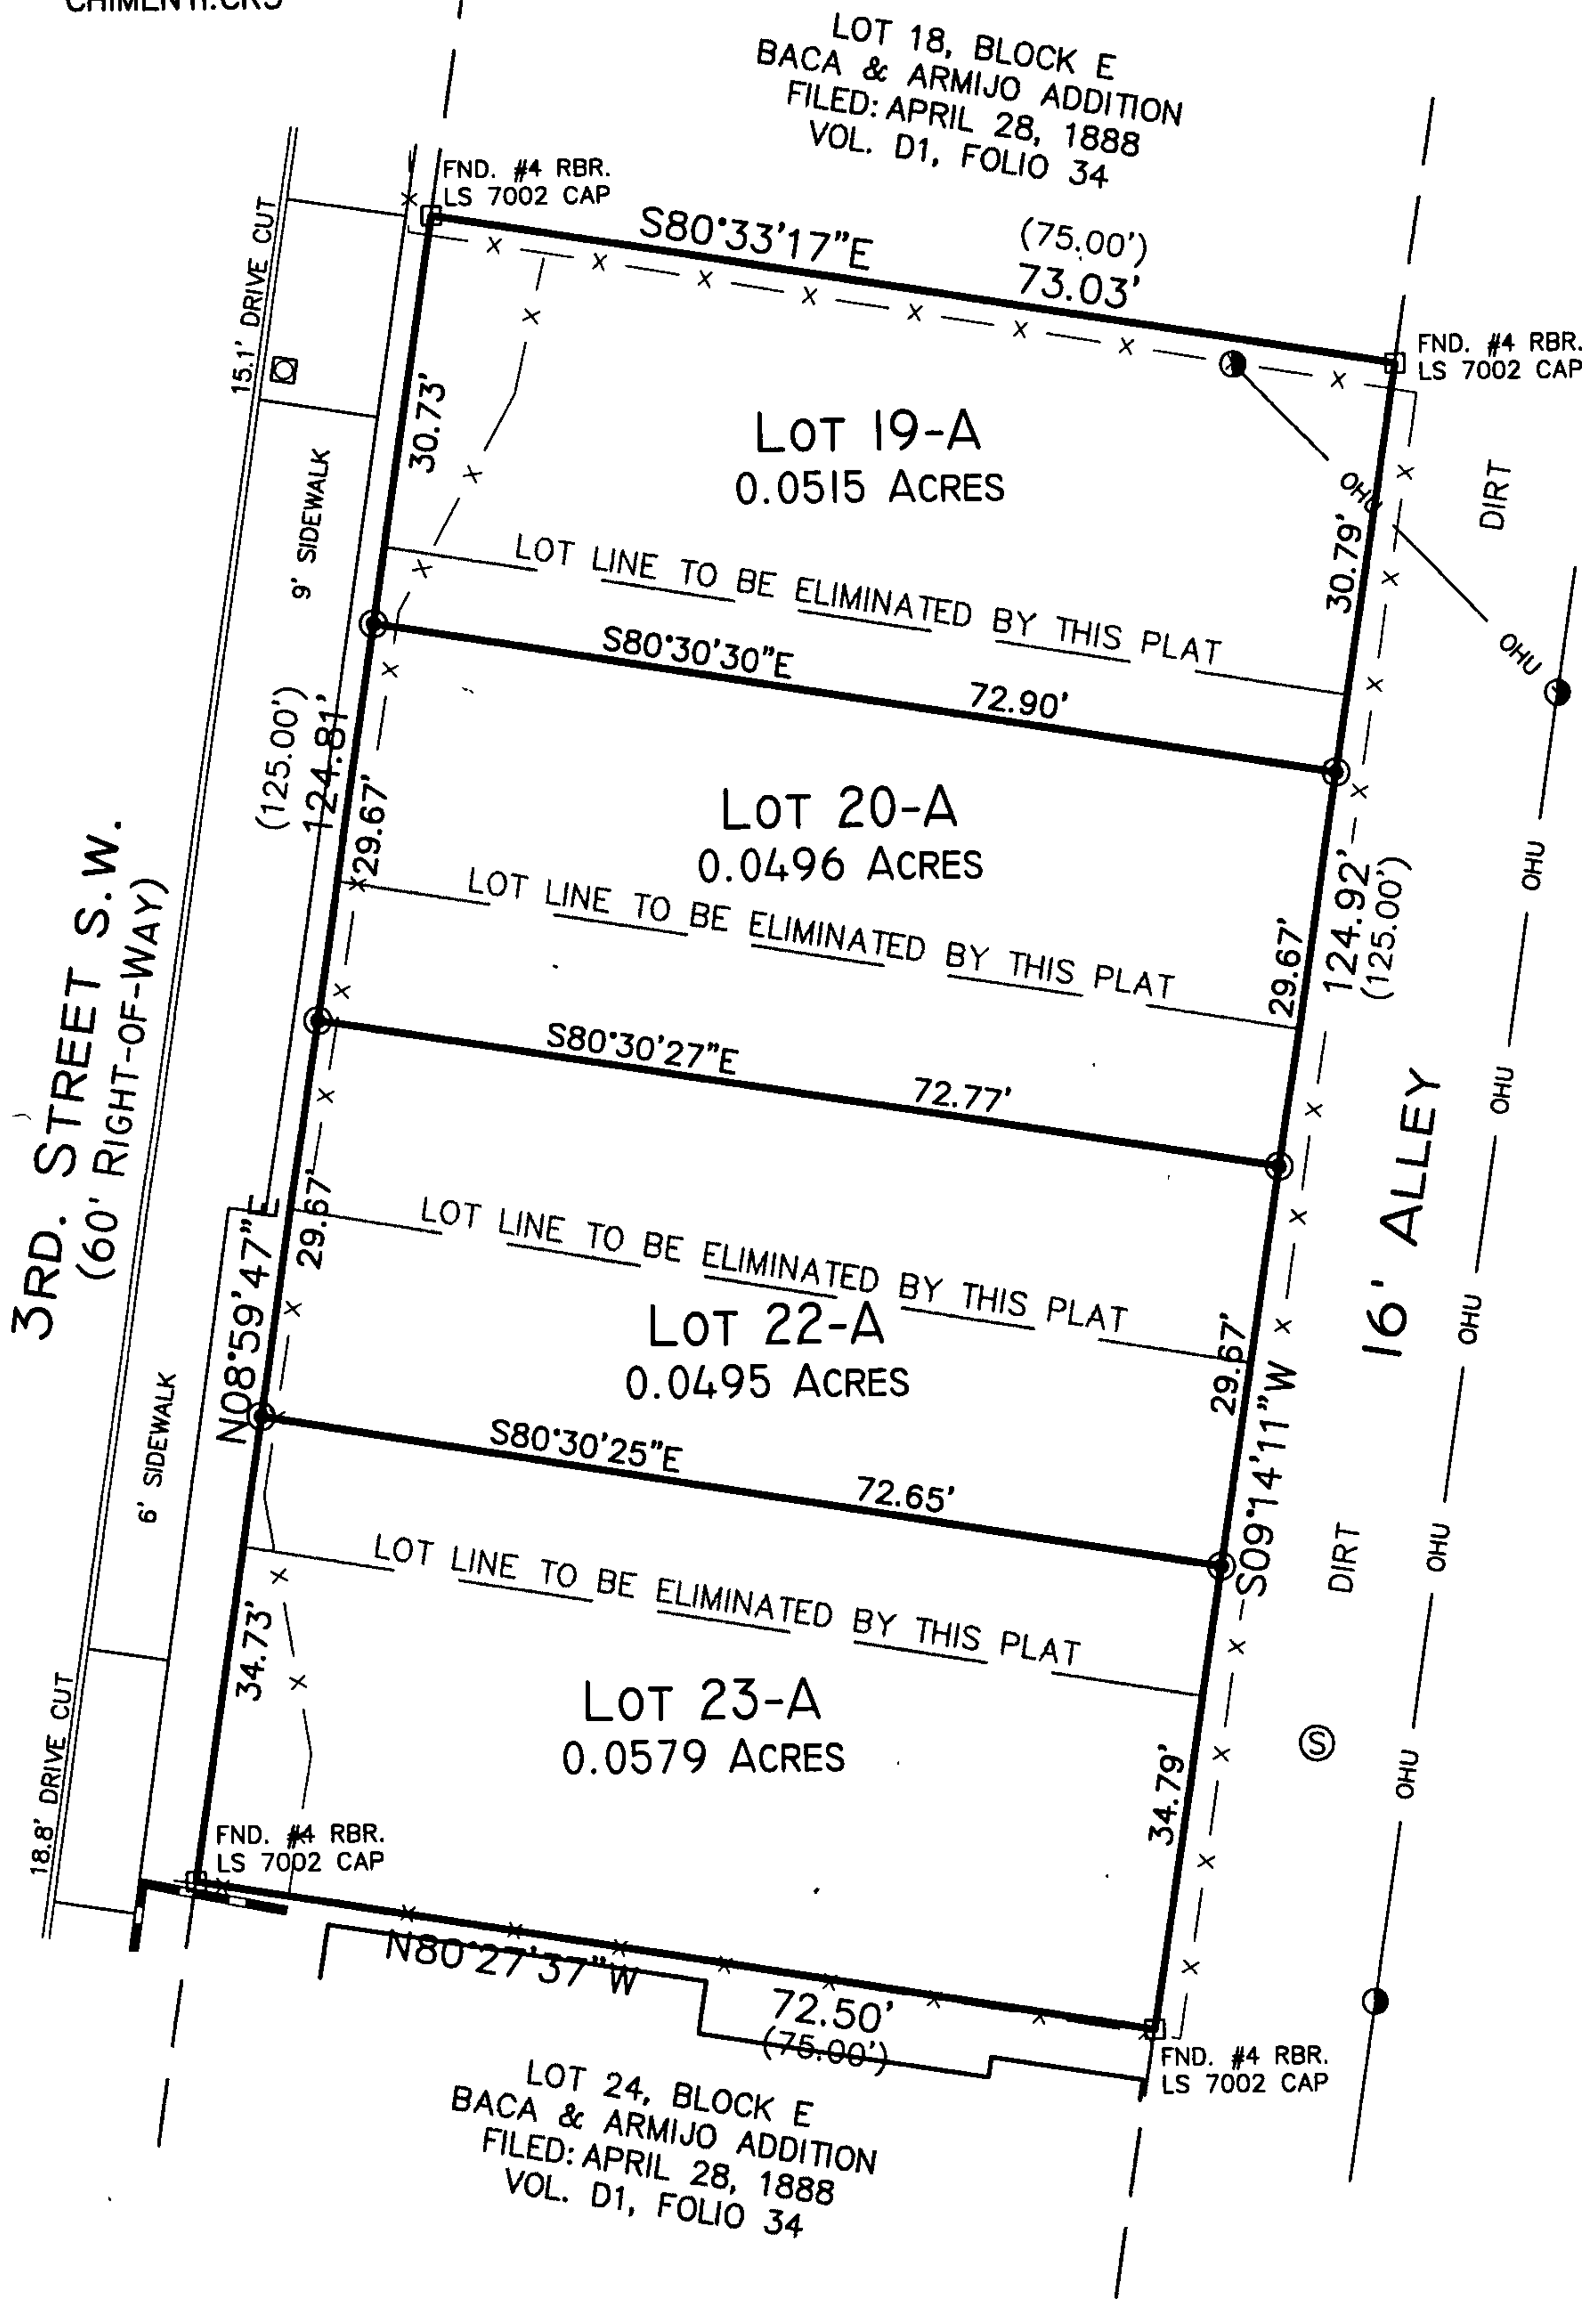 LOT 18, BLOCK E
BACA & ARMIJO ADDITION
FILED: APRIL 28, 1888
VOL. D1, FOLIO 34
FND. #4 RBR.
LS 7002 CAP
S80°33'17"E
(75.00')
73.03'
FND. #4 RBR.
LS 7002 CAP
15.1' DRIVE CUT
30.73'
LOT 19-A
0.0515 ACRES
OHU
DIRT
9' SIDEWALK
30.79'
LOT LINE TO BE ELIMINATED BY THIS PLAT
S80°30'30"E
72.90'
OHU
(125.00')
124.81'
29.67'
LOT 20-A
0.0496 ACRES
OHU
LOT LINE TO BE ELIMINATED BY THIS PLAT
29.67'
124.92'
(125.00')
3RD. STREET S.W.
(60' RIGHT-OF-WAY)
S80°30'27"E
72.77'
OHU
16' ALLEY
N08°59'47"E
29.67'
LOT LINE TO BE ELIMINATED BY THIS PLAT
LOT 22-A
0.0495 ACRES
29.67'
OHU
S09°14'11"W
6' SIDEWALK
S80°30'25"E
72.65'
DIRT
OHU
LOT LINE TO BE ELIMINATED BY THIS PLAT
34.73'
LOT 23-A
0.0579 ACRES
34.79'
S
OHU
18.8' DRIVE CUT
FND. #4 RBR.
LS 7002 CAP
N80°27'37"W
72.50'
(75.00')
FND. #4 RBR.
LS 7002 CAP
LOT 24, BLOCK E
BACA & ARMIJO ADDITION
FILED: APRIL 28, 1888
VOL. D1, FOLIO 34